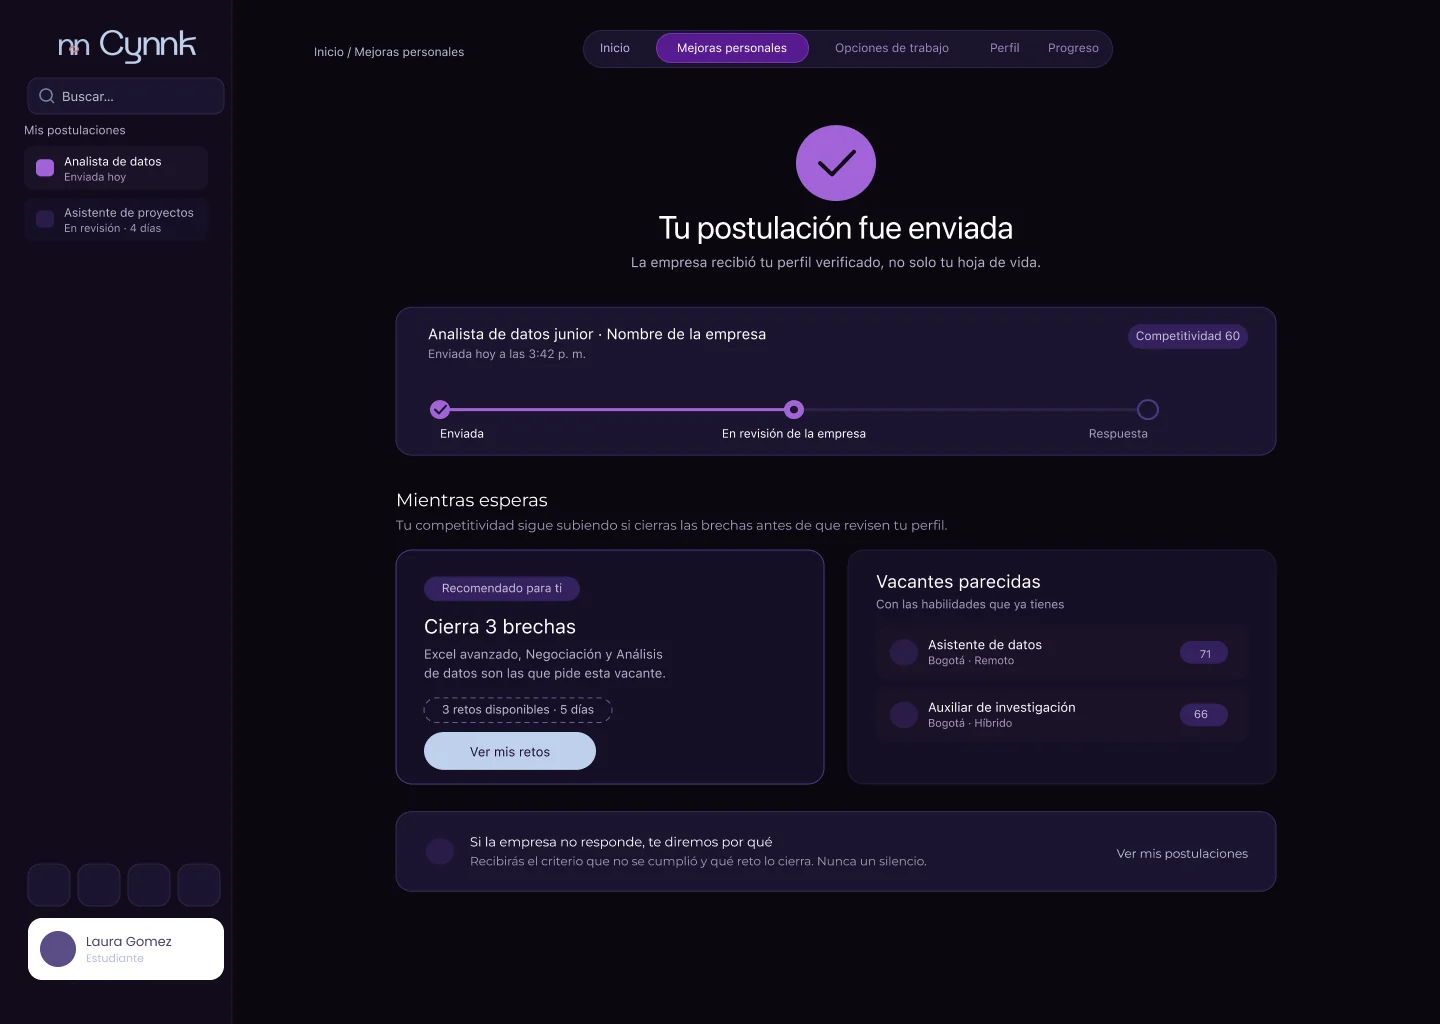 Cynnk
Buscar...
Mis postulaciones
Analista de datos
Enviada hoy
Asistente de proyectos
En revisión · 4 días
Laura Gomez
Estudiante
Inicio / Mejoras personales
Inicio
Mejoras personales
Opciones de trabajo
Perfil
Progreso
Tu postulación fue enviada
La empresa recibió tu perfil verificado, no solo tu hoja de vida.
Analista de datos junior · Nombre de la empresa
Competitividad 60
Enviada hoy a las 3:42 p. m.
Enviada
En revisión de la empresa
Respuesta
Mientras esperas
Tu competitividad sigue subiendo si cierras las brechas antes de que revisen tu perfil.
Recomendado para ti
Cierra 3 brechas
Excel avanzado, Negociación y Análisis
de datos son las que pide esta vacante.
3 retos disponibles · 5 días
Ver mis retos
Vacantes parecidas
Con las habilidades que ya tienes
Asistente de datos
Bogotá · Remoto
71
Auxiliar de investigación
Bogotá · Híbrido
66
Si la empresa no responde, te diremos por qué
Recibirás el criterio que no se cumplió y qué reto lo cierra. Nunca un silencio.
Ver mis postulaciones